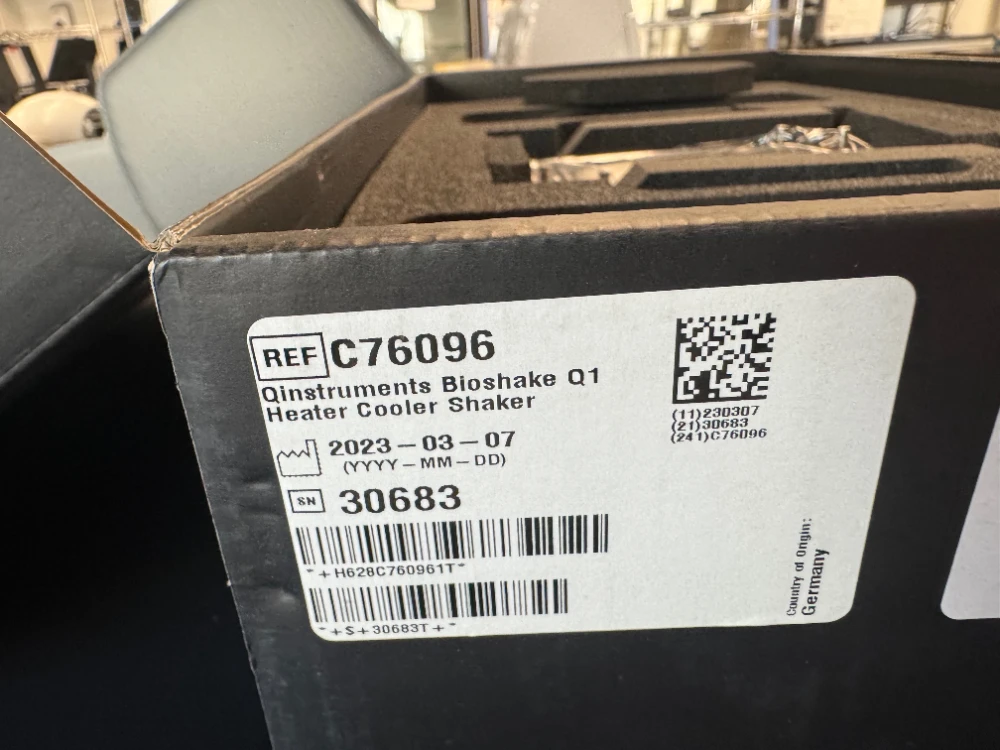 REF C76096
Qinstruments Bioshake Q1
Heater Cooler Shaker
2023-03-07
(YYYY-MM-DD)
SN 30683
*+H628C760961T*
*+S+30683T+*
(11)230307
(21)30683
(241)C76096
Country of Origin:
Germany